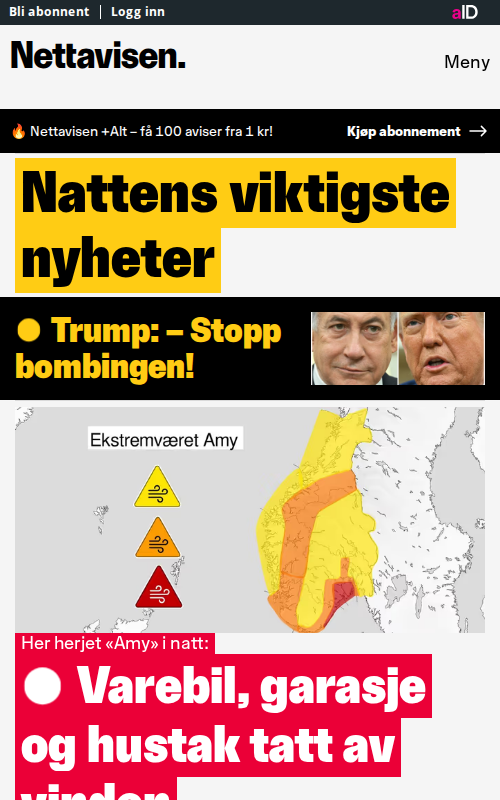 Bli abonnent | Logg inn
aID
Nettavisen.
Meny
🔥 Nettavisen +Alt – få 100 aviser fra 1 kr!
Kjøp abonnement →
Nattens viktigste
nyheter
Trump: – Stopp
bombingen!
Ekstremværet Amy
Her herjet «Amy» i natt:
Varebil, garasje
og hustak tatt av
vinden